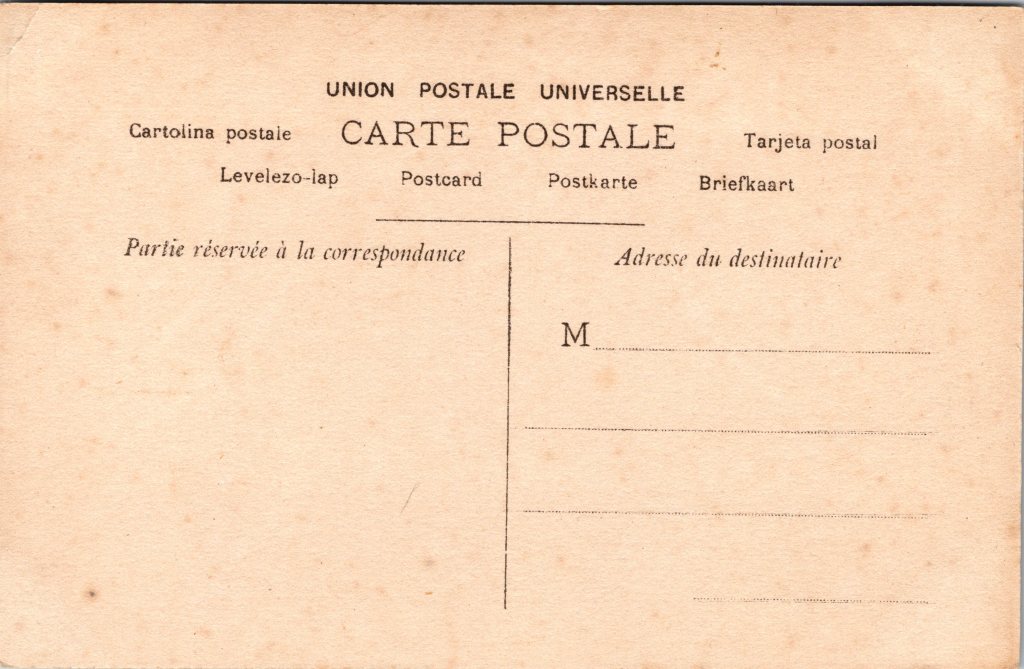 UNION POSTALE UNIVERSELLE
Cartolina postale CARTE POSTALE Tarjeta postal
Levelezo-lap Postcard Postkarte Briefkaart
Partie réservée à la correspondance
Adresse du destinataire
M